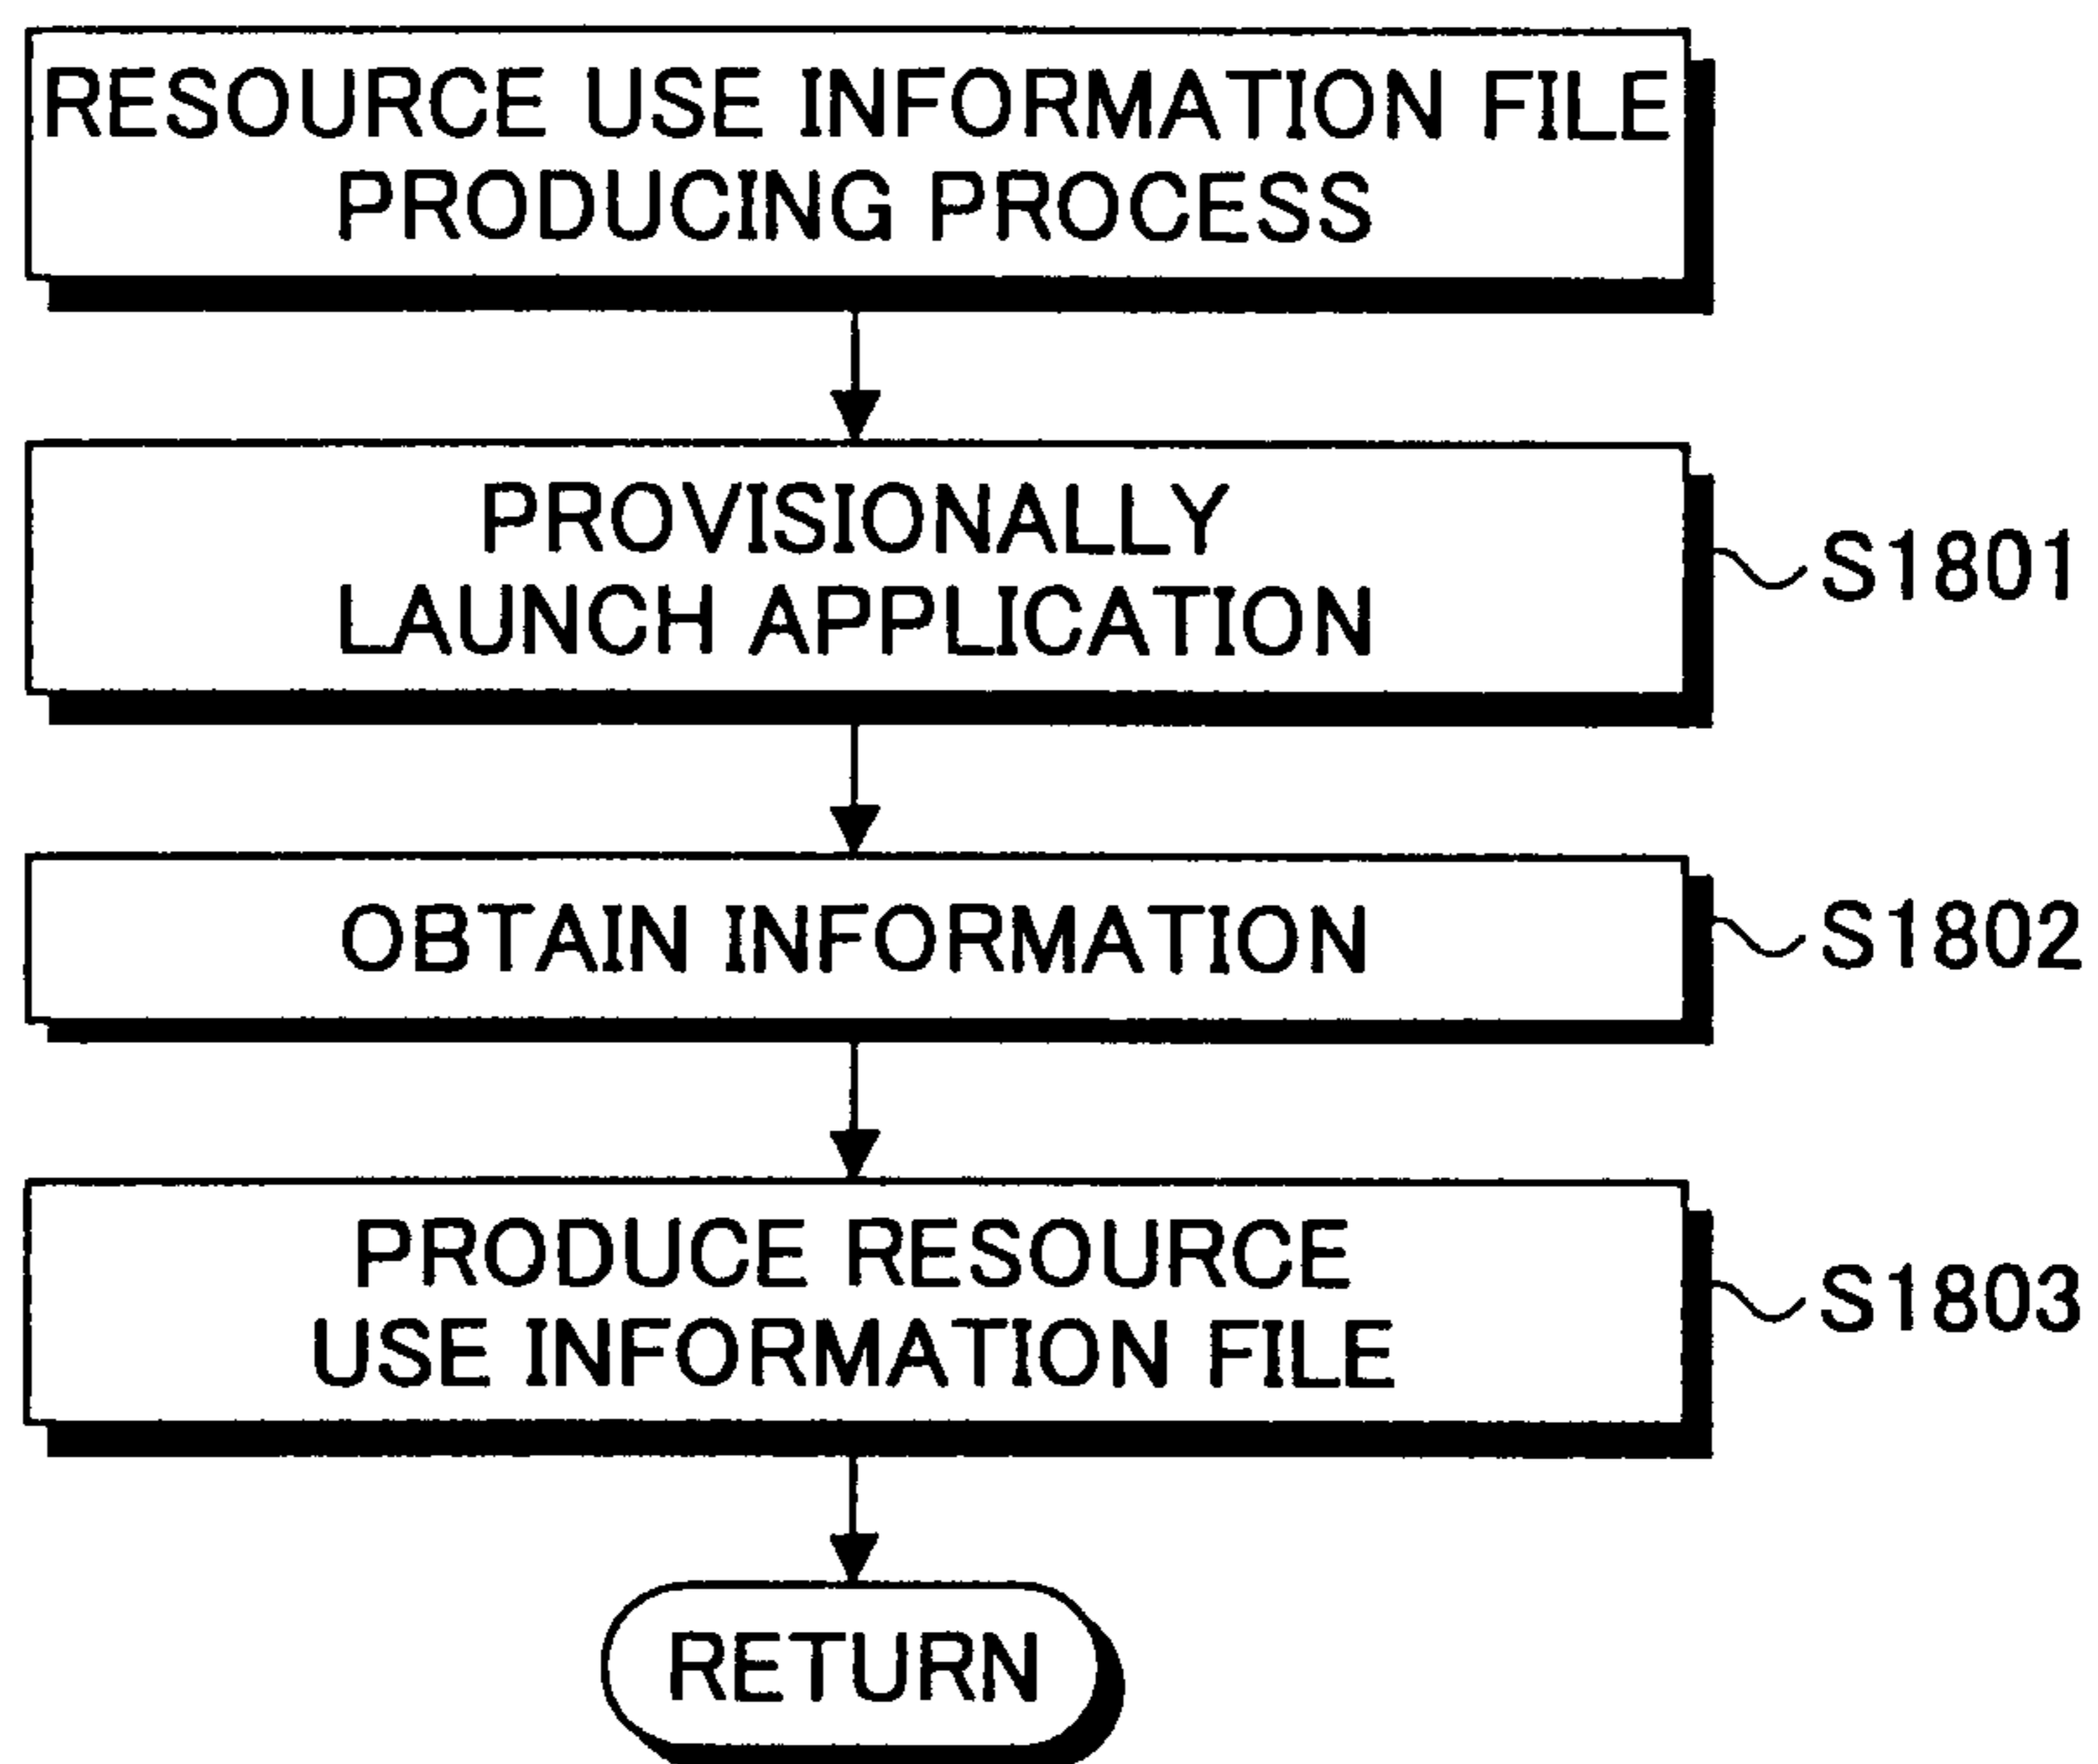 RESOURCE USE INFORMATION FILE
PRODUCING PROCESS
PROVISIONALLY
LAUNCH APPLICATION
S1801
OBTAIN INFORMATION
S1802
PRODUCE RESOURCE
USE INFORMATION FILE
S1803
RETURN